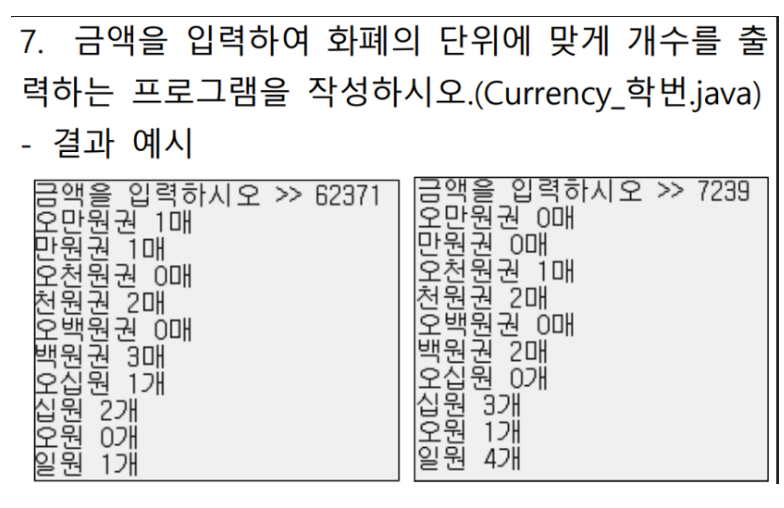 7. 금액을 입력하여 화폐의 단위에 맞게 개수를 출
력하는 프로그램을 작성하시오.(Currency_학번.java)
- 결과 예시
금액을 입력하시오 >> 62371
오만원권 1매
만원권 1매
오천원권 0매
천원권 2매
오백원권 0매
백원권 3매
오십원 1개
십원 2개
오원 0개
일원 1개
금액을 입력하시오 >> 7239
오만원권 0매
만원권 0매
오천원권 1매
천원권 2매
오백원권 0매
백원권 2매
오십원 0개
십원 3개
오원 1개
일원 4개